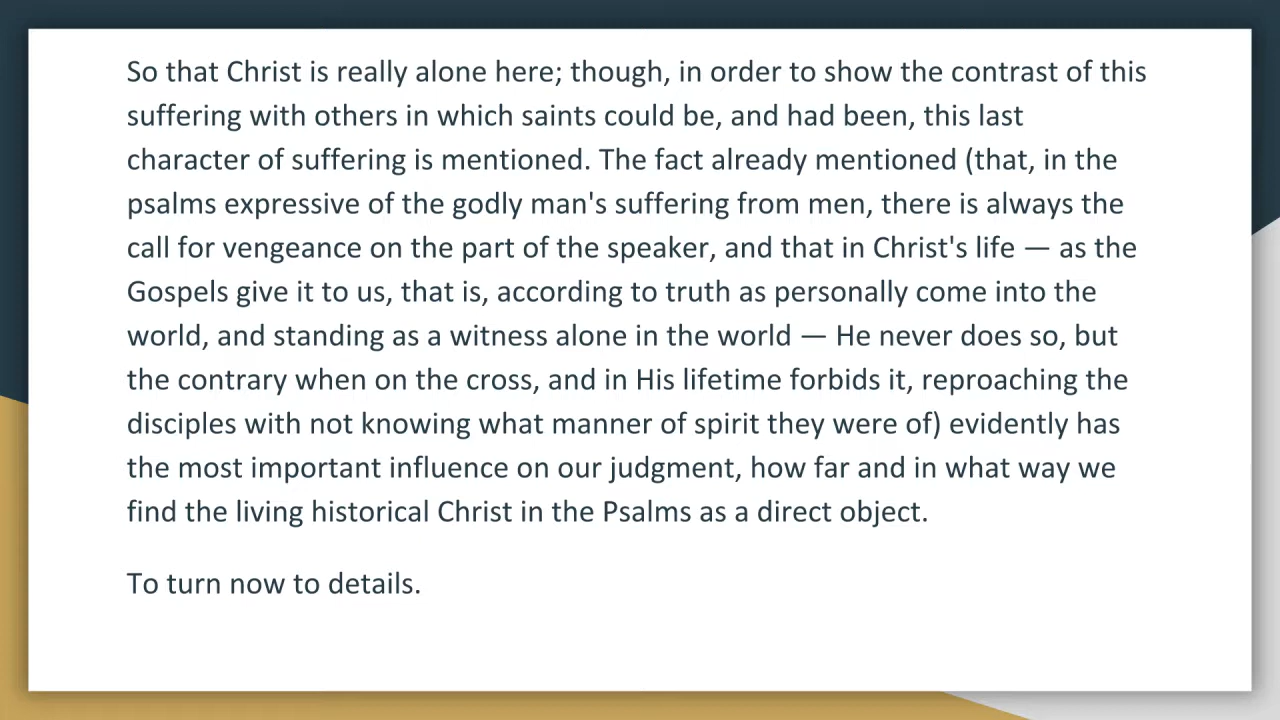 So that Christ is really alone here; though, in order to show the contrast of this
suffering with others in which saints could be, and had been, this last
character of suffering is mentioned. The fact already mentioned (that, in the
psalms expressive of the godly man's suffering from men, there is always the
call for vengeance on the part of the speaker, and that in Christ's life — as the
Gospels give it to us, that is, according to truth as personally come into the
world, and standing as a witness alone in the world — He never does so, but
the contrary when on the cross, and in His lifetime forbids it, reproaching the
disciples with not knowing what manner of spirit they were of) evidently has
the most important influence on our judgment, how far and in what way we
find the living historical Christ in the Psalms as a direct object.
To turn now to details.